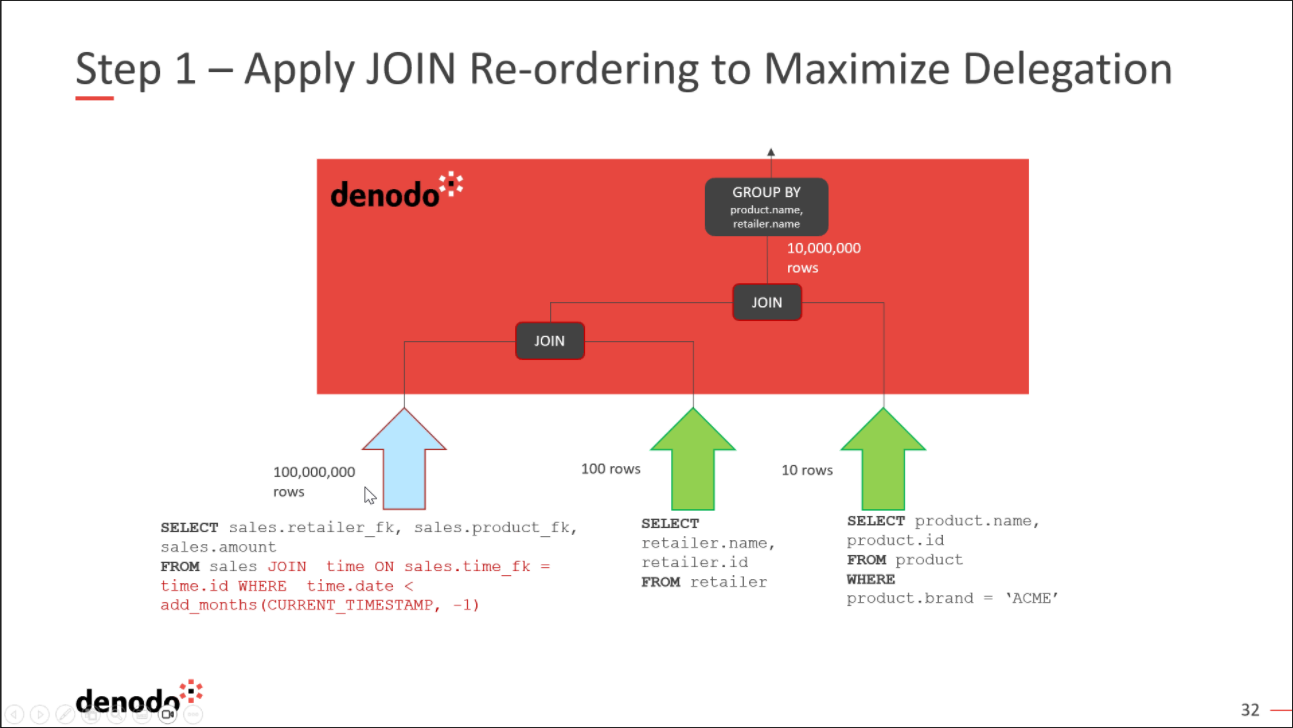 Step 1 – Apply JOIN Re-ordering to Maximize Delegation
denodo
GROUP BY
product.name,
retailer.name
10,000,000
rows
JOIN
JOIN
100,000,000
rows
100 rows
10 rows
SELECT sales.retailer_fk, sales.product_fk,
sales.amount
FROM sales JOIN  time ON sales.time_fk =
time.id WHERE  time.date <
add_months(CURRENT_TIMESTAMP, -1)
SELECT
retailer.name,
retailer.id
FROM retailer
SELECT product.name,
product.id
FROM product
WHERE
product.brand = ‘ACME’
denodo
32